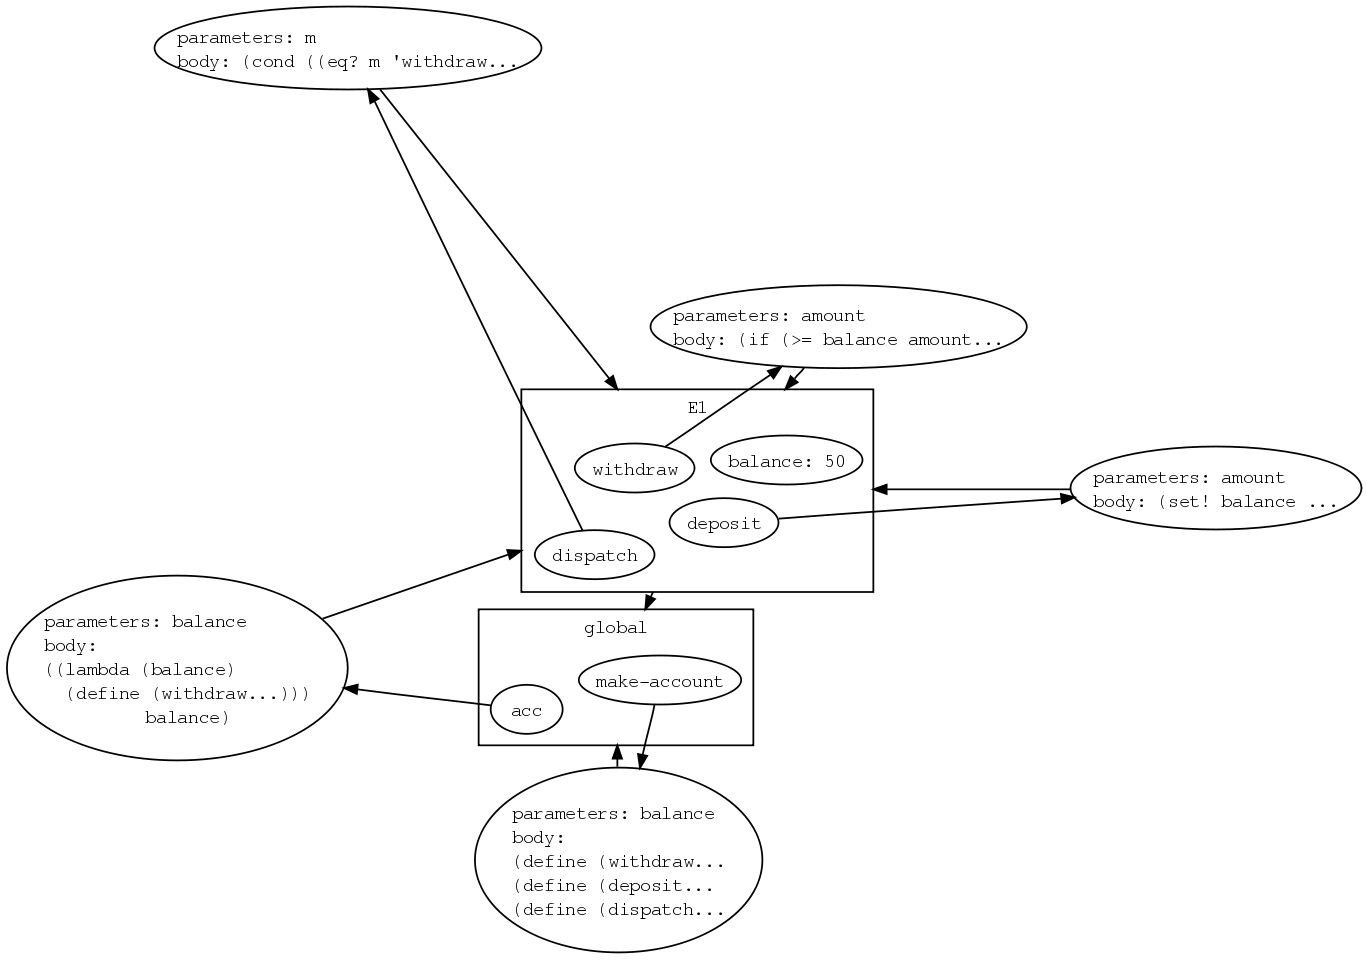 parameters: m
body: (cond ((eq? m 'withdraw...
parameters: amount
body: (if (>= balance amount...
E1
withdraw
balance: 50
deposit
dispatch
parameters: amount
body: (set! balance ...
parameters: balance
body:
((lambda (balance)
(define (withdraw...)))
balance)
global
make-account
acc
parameters: balance
body:
(define (withdraw...
(define (deposit...
(define (dispatch...